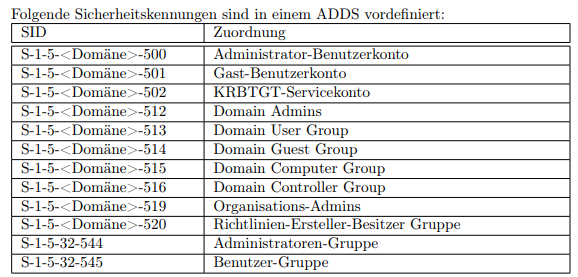 Folgende Sicherheitskennungen sind in einem ADDS vordefiniert:
SID Zuordnung
S-1-5-<Domäne>-500 Administrator-Benutzerkonto
S-1-5-<Domäne>-501 Gast-Benutzerkonto
S-1-5-<Domäne>-502 KRBTGT-Servicekonto
S-1-5-<Domäne>-512 Domain Admins
S-1-5-<Domäne>-513 Domain User Group
S-1-5-<Domäne>-514 Domain Guest Group
S-1-5-<Domäne>-515 Domain Computer Group
S-1-5-<Domäne>-516 Domain Controller Group
S-1-5-<Domäne>-519 Organisations-Admins
S-1-5-<Domäne>-520 Richtlinien-Ersteller-Besitzer Gruppe
S-1-5-32-544 Administratoren-Gruppe
S-1-5-32-545 Benutzer-Gruppe